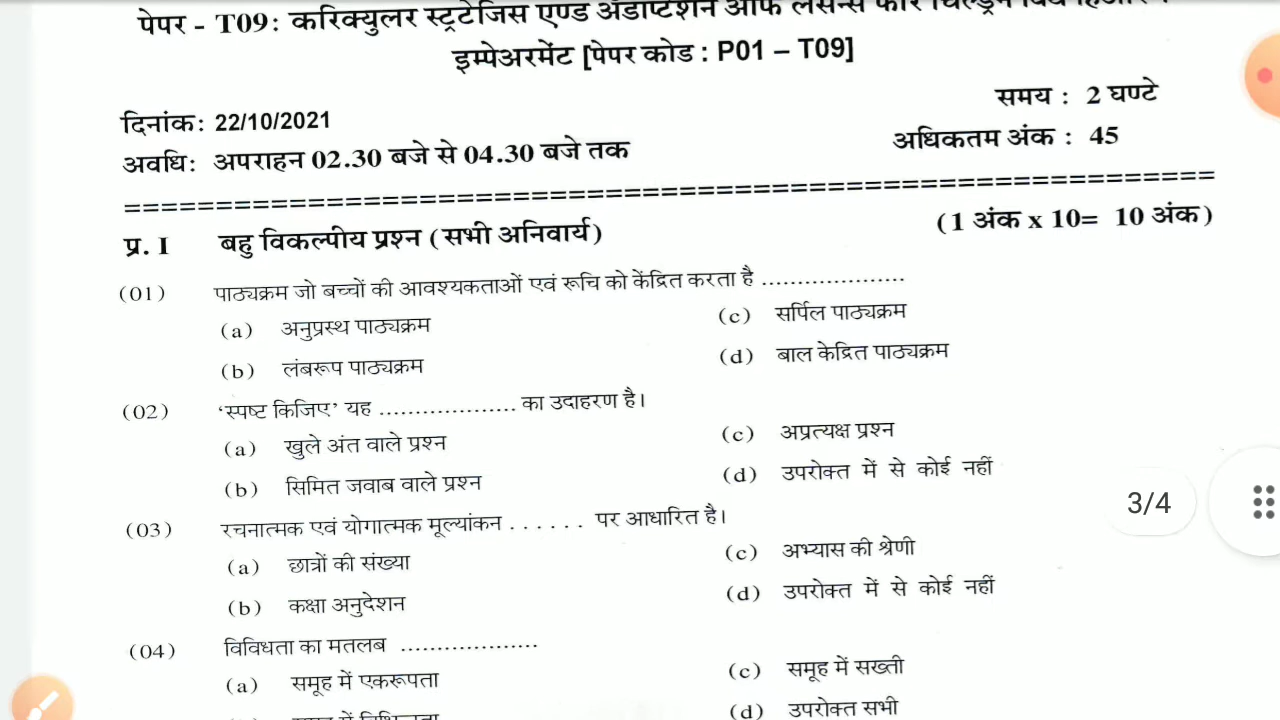 पेपर - T09: करिक्युलर स्ट्रटेजिस एण्ड अॅडाप्टेशन ऑफ लेसन्स फॉर
इम्पेअरमेंट [पेपर कोड : P01 – T09]
समय : 2 घण्टे
दिनांक: 22/10/2021
अधिकतम अंक : 45
अवधि: अपराहन 02.30 बजे से 04.30 बजे तक
================================================
प्र. I बहु विकल्पीय प्रश्न (सभी अनिवार्य) (1 अंक x 10= 10 अंक)
(01) पाठ्यक्रम जो बच्चों की आवश्यकताओं एवं रूचि को केंद्रित करता है ....................
(a) अनुप्रस्थ पाठ्यक्रम (c) सर्पिल पाठ्यक्रम
(b) लंबरूप पाठ्यक्रम (d) बाल केद्रित पाठ्यक्रम
(02) 'स्पष्ट किजिए' यह ................... का उदाहरण है।
(a) खुले अंत वाले प्रश्न (c) अप्रत्यक्ष प्रश्न
(b) सिमित जवाब वाले प्रश्न (d) उपरोक्त में से कोई नहीं
(03) रचनात्मक एवं योगात्मक मूल्यांकन . . . . . . पर आधारित है।
(a) छात्रों की संख्या (c) अभ्यास की श्रेणी
(b) कक्षा अनुदेशन (d) उपरोक्त में से कोई नहीं
3/4
(04) विविधता का मतलब ...................
(a) समूह में एकरूपता (c) समूह में सख्ती
(d) उपरोक्त सभी